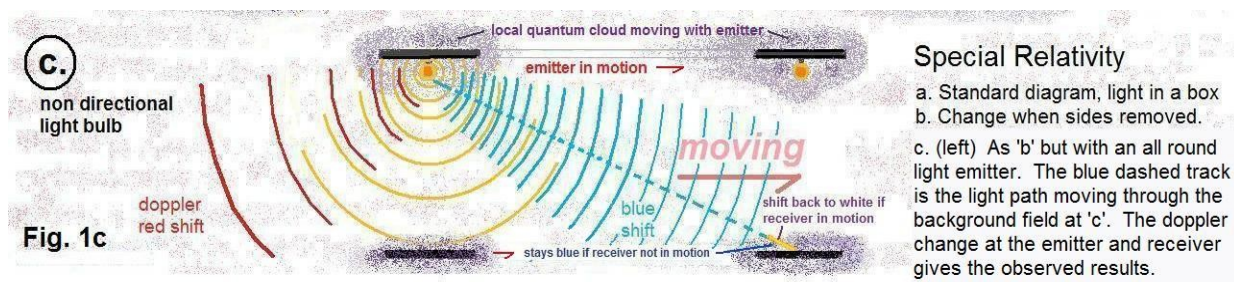 local quantum cloud moving with emitter
c.
emitter in motion
non directional
light bulb
moving
doppler
red shift
blue
shift
shift back to white if
receiver in motion
Fig. 1c
stays blue if receiver not in motion
Special Relativity
a. Standard diagram, light in a box
b. Change when sides removed.
c. (left)  As 'b' but with an all round
light emitter.  The blue dashed track
is the light path moving through the
background field at 'c'.  The doppler
change at the emitter and receiver
gives the observed results.